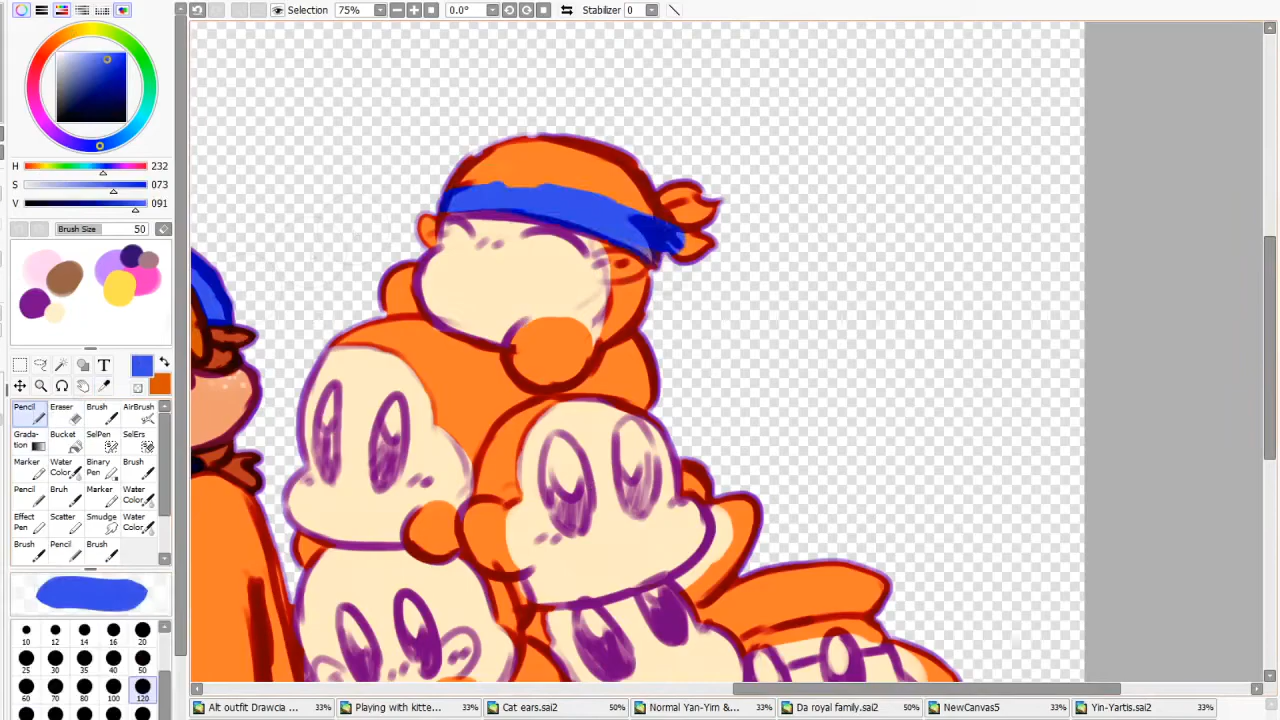 Selection 75% 0.0° Stabilizer 0
H 232
S 073
V 091
Brush Size 50
T
Pencil Eraser Brush AirBrush
Grada-
tion Bucket SelPen SelErs
Marker Water
Color Binary
Pen Brush
Pencil Bruh Marker Water
Color
Effect
Pen Scatter Smudge Water
Color
Brush Pencil Brush
10 12 14 16 20
25 30 35 40 50
60 70 80 100 120
Alt outfit Drawcia ... 33% Playing with kitte... 33% Cat ears.sai2 50% Normal Yan-Yirn &... 33% Da royal family.sai2 50% NewCanvas5 33% Yin-Yartis.sai2 33%